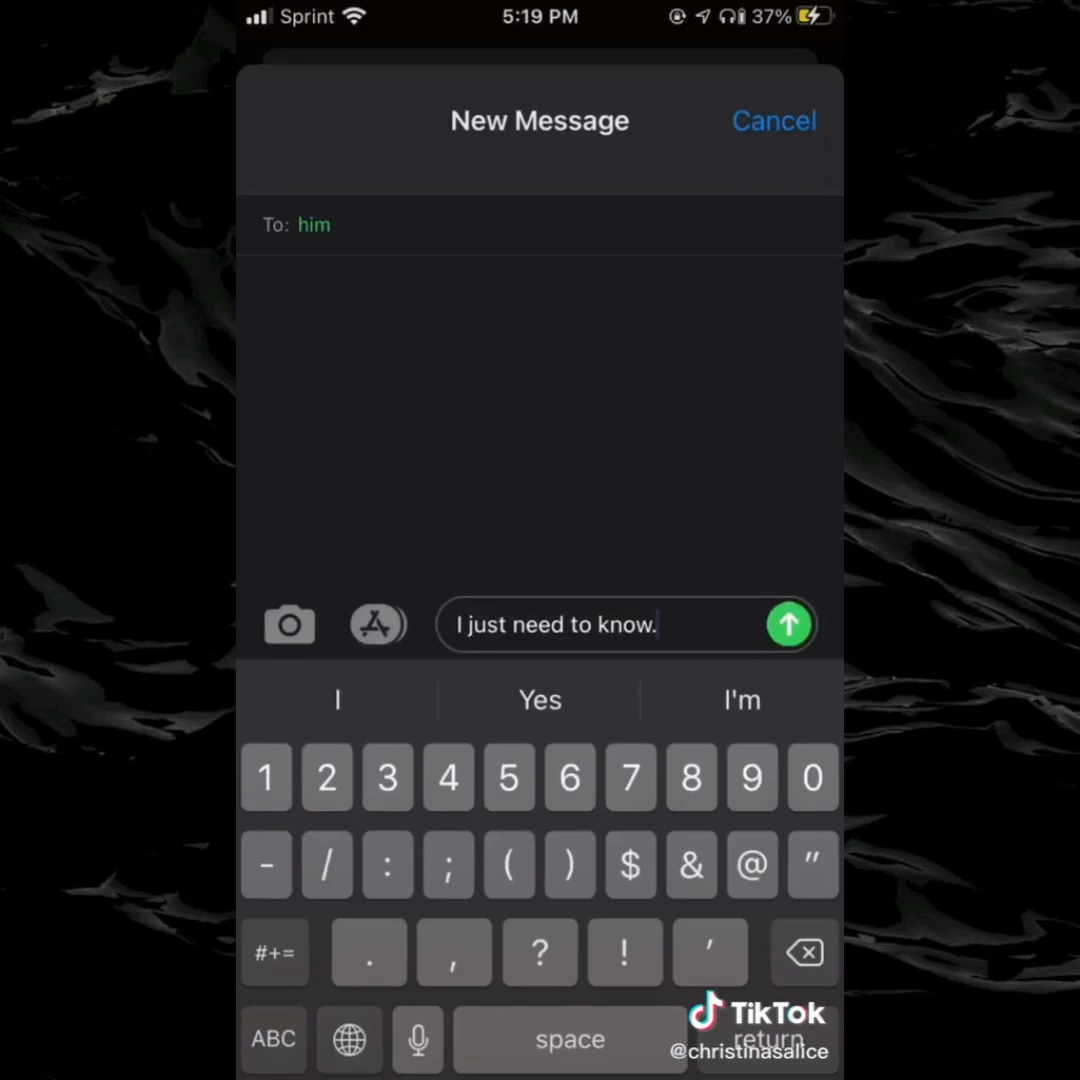 Sprint 5:19 PM 37%
New Message Cancel
To: him
I just need to know.
I Yes I'm
1 2 3 4 5 6 7 8 9 0
- / : ; ( ) $ & @ "
#+= . , ? ! '
ABC space return
TikTok
@christinasalice